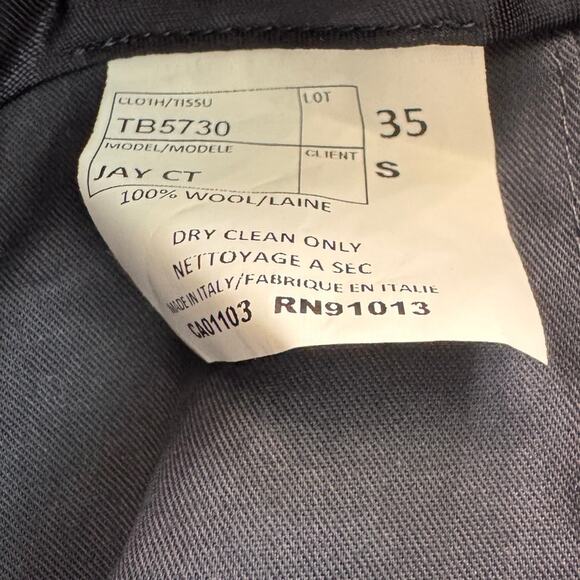 CLOTH/TISSU LOT
TB5730 35
MODEL/MODELE CLIENT
JAY CT S
100% WOOL/LAINE
DRY CLEAN ONLY
NETTOYAGE A SEC
MADE IN ITALY/FABRIQUE EN ITALIE
CA01103 RN91013